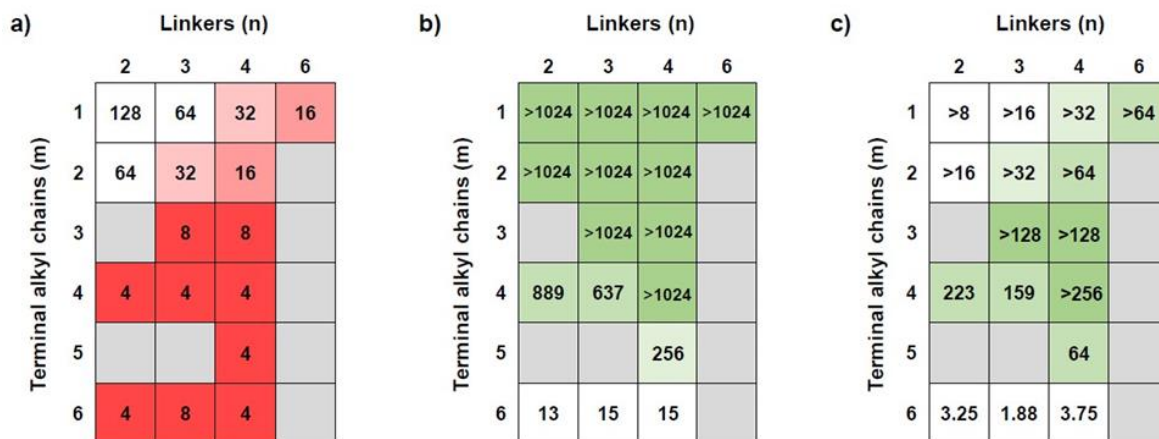 a)
Linkers (n)
2 3 4 6
Terminal alkyl chains (m)
1 128 64 32 16
2 64 32 16
3 8 8
4 4 4 4
5 4
6 4 8 4
b)
Linkers (n)
2 3 4 6
Terminal alkyl chains (m)
1 >1024 >1024 >1024 >1024
2 >1024 >1024 >1024
3 >1024 >1024
4 889 637 >1024
5 256
6 13 15 15
c)
Linkers (n)
2 3 4 6
Terminal alkyl chains (m)
1 >8 >16 >32 >64
2 >16 >32 >64
3 >128 >128
4 223 159 >256
5 64
6 3.25 1.88 3.75